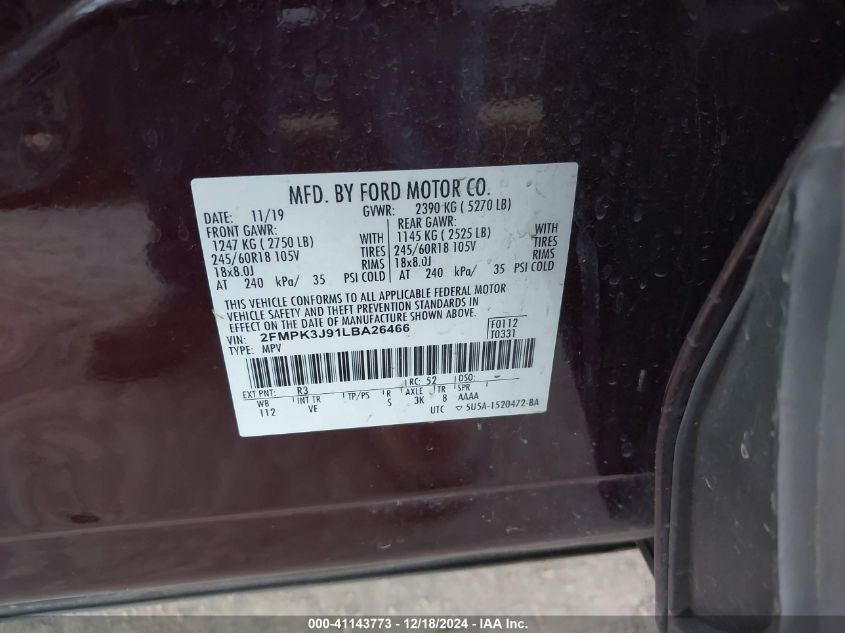 MFD. BY FORD MOTOR CO.
DATE: 11/19 GVWR: 2390 KG ( 5270 LB)
FRONT GAWR: REAR GAWR:
1247 KG ( 2750 LB) WITH 1145 KG ( 2525 LB) WITH
245/60R18 105V TIRES 245/60R18 105V TIRES
18x8.0J RIMS 18x8.0J RIMS
AT 240 kPa/ 35 PSI COLD AT 240 kPa/ 35 PSI COLD
THIS VEHICLE CONFORMS TO ALL APPLICABLE FEDERAL MOTOR
VEHICLE SAFETY AND THEFT PREVENTION STANDARDS IN
EFFECT ON THE DATE OF MANUFACTURE SHOWN ABOVE.
VIN: 2FMPK3J91LBA26466 F0112
TYPE: MPV T0331
EXT PNT: R3 RC: 52 DSO: -
WB INT TR TP/PS R AXLE TR SPR
112 VE S 3K 8 AAAA
UTC 5U5A-1520472-BA
000-41143773 - 12/18/2024 - IAA Inc.